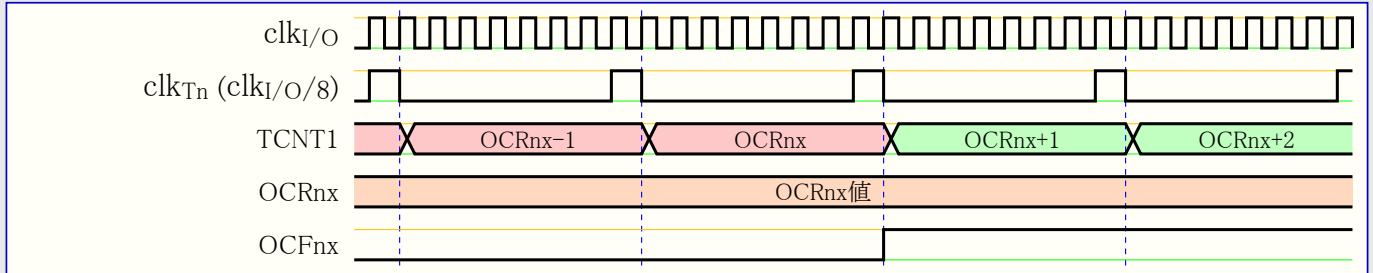 clkI/O
clkTn (clkI/O/8)
TCNT1 OCRnx-1 OCRnx OCRnx+1 OCRnx+2
OCRnx OCRnx値
OCFnx